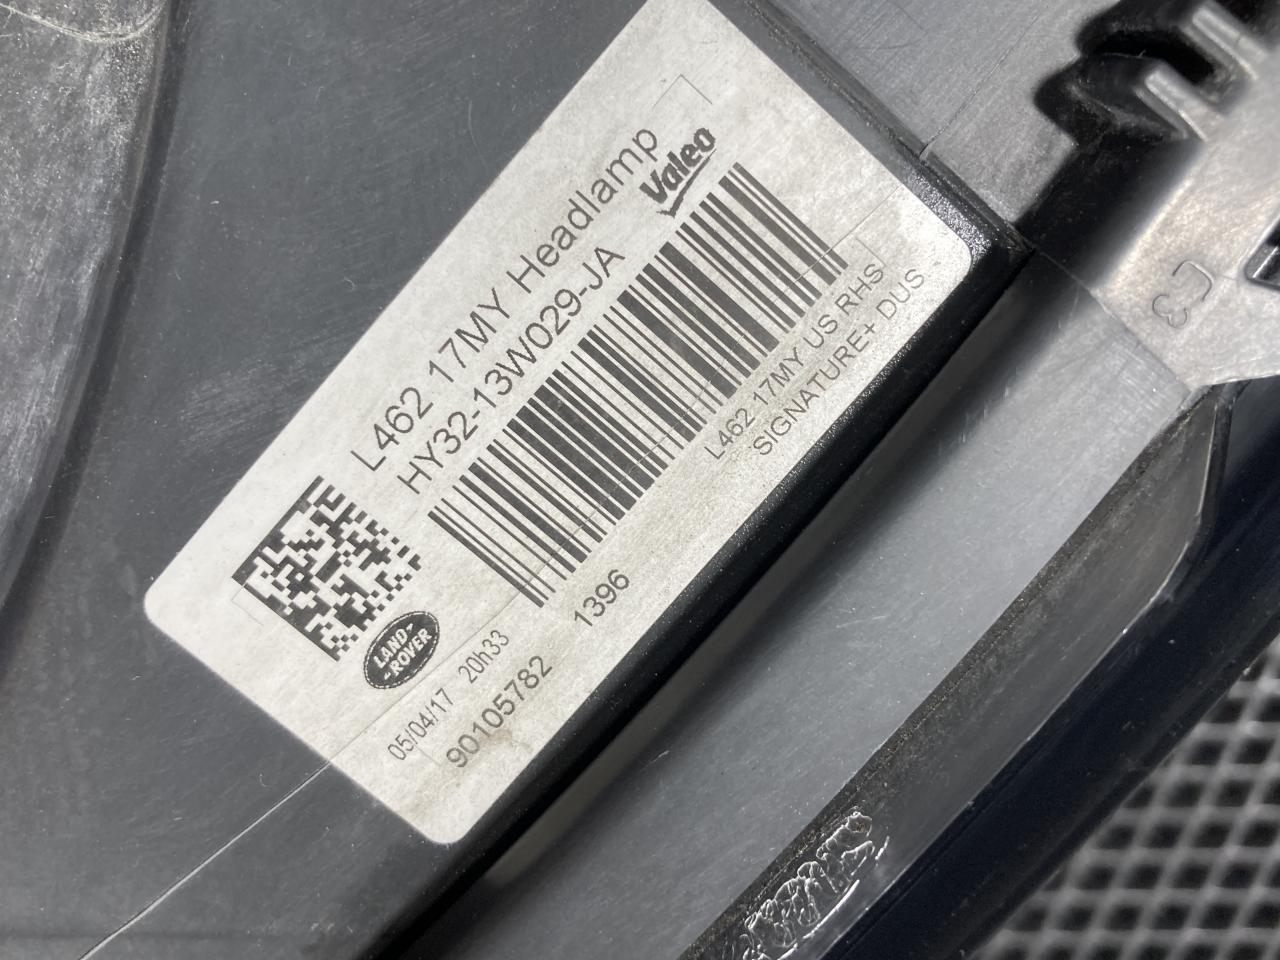 L462 17MY Headlamp
Valeo
HY32-13W029-JA
LAND-
-ROVER
05/04/17 20h33
90105782
1396
L462 17MY US RHS
SIGNATURE+ DUS
C3